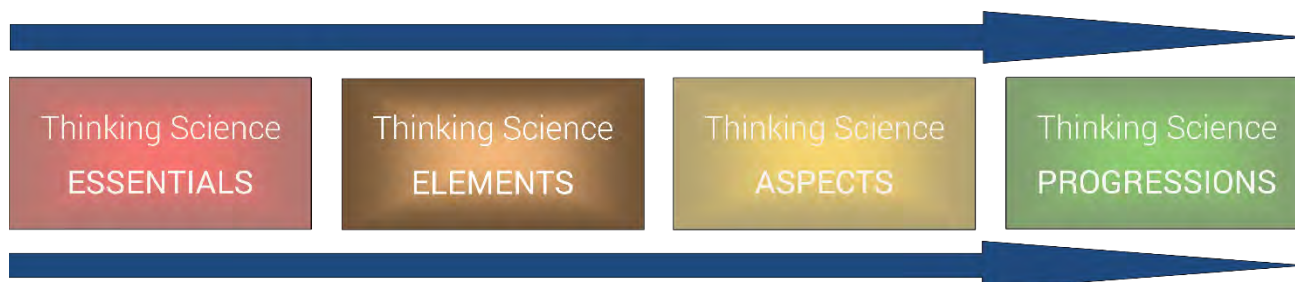 Thinking Science
ESSENTIALS
Thinking Science
ELEMENTS
Thinking Science
ASPECTS
Thinking Science
PROGRESSIONS